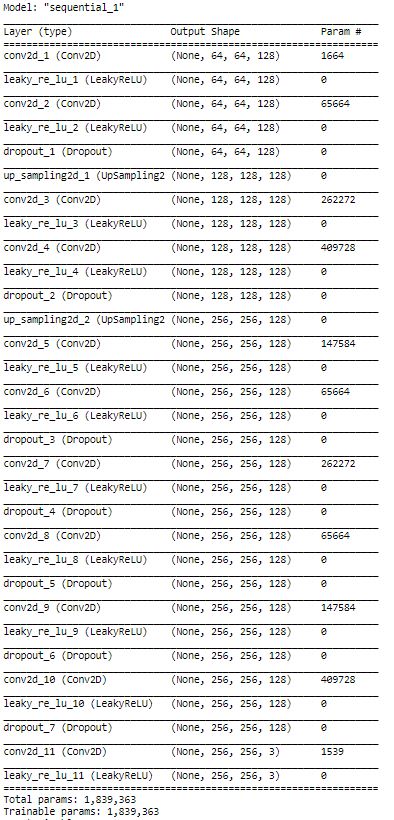 Model: "sequential_1"
Layer (type) Output Shape Param #
conv2d_1 (Conv2D) (None, 64, 64, 128) 1664
leaky_re_lu_1 (LeakyReLU) (None, 64, 64, 128) 0
conv2d_2 (Conv2D) (None, 64, 64, 128) 65664
leaky_re_lu_2 (LeakyReLU) (None, 64, 64, 128) 0
dropout_1 (Dropout) (None, 64, 64, 128) 0
up_sampling2d_1 (UpSampling2 (None, 128, 128, 128) 0
conv2d_3 (Conv2D) (None, 128, 128, 128) 262272
leaky_re_lu_3 (LeakyReLU) (None, 128, 128, 128) 0
conv2d_4 (Conv2D) (None, 128, 128, 128) 409728
leaky_re_lu_4 (LeakyReLU) (None, 128, 128, 128) 0
dropout_2 (Dropout) (None, 128, 128, 128) 0
up_sampling2d_2 (UpSampling2 (None, 256, 256, 128) 0
conv2d_5 (Conv2D) (None, 256, 256, 128) 147584
leaky_re_lu_5 (LeakyReLU) (None, 256, 256, 128) 0
conv2d_6 (Conv2D) (None, 256, 256, 128) 65664
leaky_re_lu_6 (LeakyReLU) (None, 256, 256, 128) 0
dropout_3 (Dropout) (None, 256, 256, 128) 0
conv2d_7 (Conv2D) (None, 256, 256, 128) 262272
leaky_re_lu_7 (LeakyReLU) (None, 256, 256, 128) 0
dropout_4 (Dropout) (None, 256, 256, 128) 0
conv2d_8 (Conv2D) (None, 256, 256, 128) 65664
leaky_re_lu_8 (LeakyReLU) (None, 256, 256, 128) 0
dropout_5 (Dropout) (None, 256, 256, 128) 0
conv2d_9 (Conv2D) (None, 256, 256, 128) 147584
leaky_re_lu_9 (LeakyReLU) (None, 256, 256, 128) 0
dropout_6 (Dropout) (None, 256, 256, 128) 0
conv2d_10 (Conv2D) (None, 256, 256, 128) 409728
leaky_re_lu_10 (LeakyReLU) (None, 256, 256, 128) 0
dropout_7 (Dropout) (None, 256, 256, 128) 0
conv2d_11 (Conv2D) (None, 256, 256, 3) 1539
leaky_re_lu_11 (LeakyReLU) (None, 256, 256, 3) 0
Total params: 1,839,363
Trainable params: 1,839,363